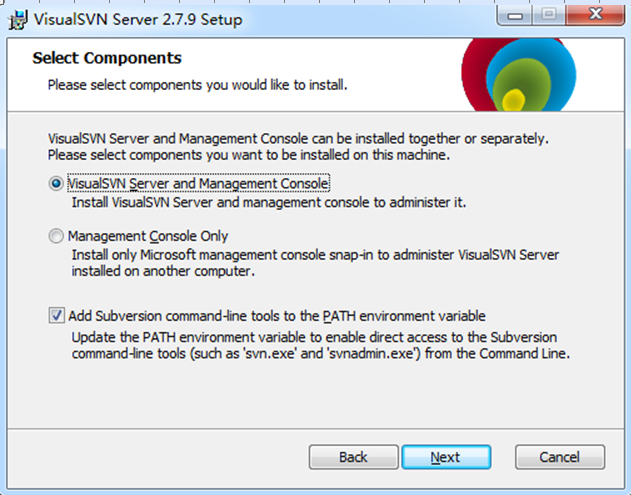 VisualSVN Server 2.7.9 Setup
Select Components
Please select components you would like to install.
VisualSVN Server and Management Console can be installed together or separately.
Please select components you want to be installed on this machine.
VisualSVN Server and Management Console
Install VisualSVN Server and management console to administer it.
Management Console Only
Install only Microsoft management console snap-in to administer VisualSVN Server
installed on another computer.
Add Subversion command-line tools to the PATH environment variable
Update the PATH environment variable to enable direct access to the Subversion
command-line tools (such as 'svn.exe' and 'svnadmin.exe') from the Command Line.
Back
Next
Cancel